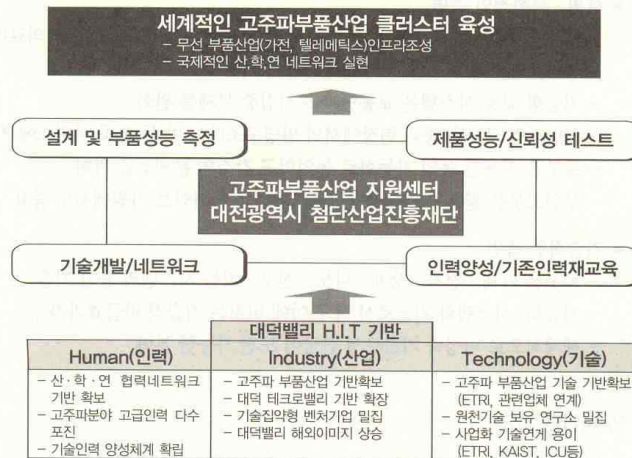 세계적인 고주파부품산업 클러스터 육성
– 무선 부품산업(가전, 텔레메틱스)인프라조성
– 국제적인 산,학,연 네트워크 실현
설계 및 부품성능 측정
제품성능/신뢰성 테스트
고주파부품산업 지원센터
대전광역시 첨단산업진흥재단
기술개발/네트워크
인력양성/기존인력재교육
대덕밸리 H.I.T 기반
Human(인력)
– 산·학·연 협력네트워크
기반 확보
– 고주파분야 고급인력 다수
포진
– 기술인력 양성체계 확립
Industry(산업)
– 고주파 부품산업 기반확보
– 대덕 테크로밸리 기반 확장
– 기술집약형 벤처기업 밀집
– 대덕밸리 해외이미지 상승
Technology(기술)
– 고주파 부품산업 기술 기반확보
(ETRI, 관련업체 연계)
– 원천기술 보유 연구소 밀집
– 사업화 기술연게 용이
(ETRI, KAIST, ICU등)